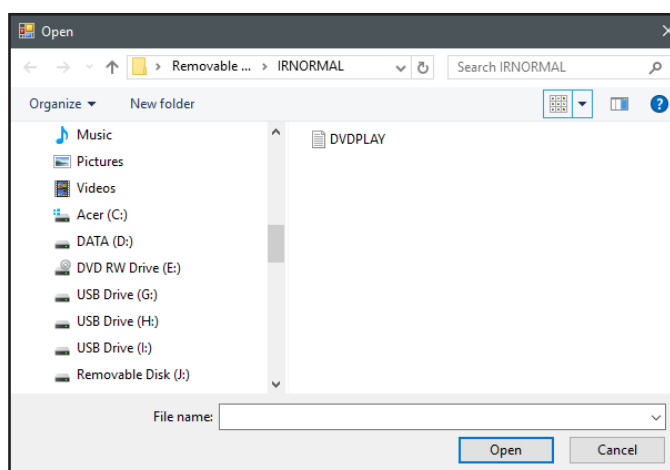 Open
Removable ... > IRNORMAL
Search IRNORMAL
Organize
New folder
Music
Pictures
Videos
Acer (C:)
DATA (D:)
DVD RW Drive (E:)
USB Drive (G:)
USB Drive (H:)
USB Drive (I:)
Removable Disk (J:)
DVDPLAY
File name:
Open
Cancel